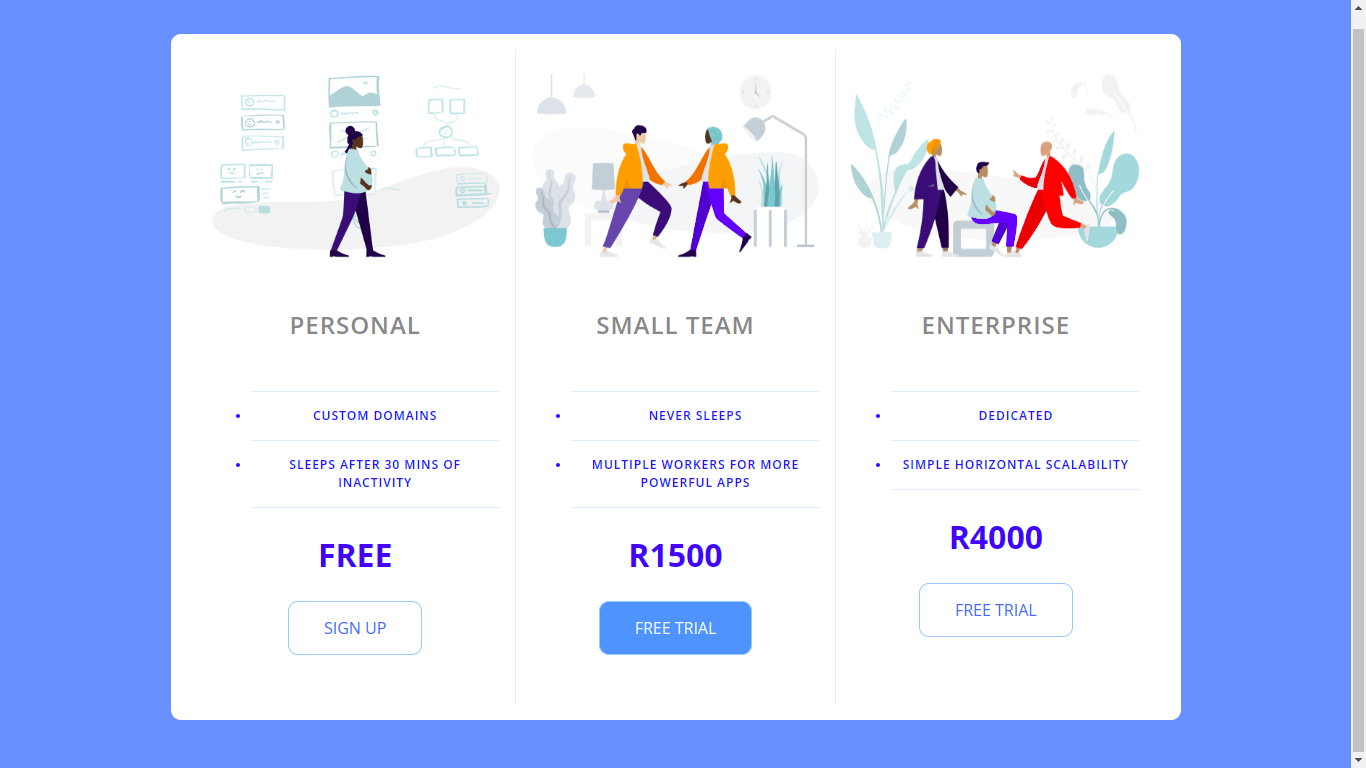 PERSONAL
CUSTOM DOMAINS
SLEEPS AFTER 30 MINS OF
INACTIVITY
FREE
SIGN UP
SMALL TEAM
NEVER SLEEPS
MULTIPLE WORKERS FOR MORE
POWERFUL APPS
R1500
FREE TRIAL
ENTERPRISE
DEDICATED
SIMPLE HORIZONTAL SCALABILITY
R4000
FREE TRIAL